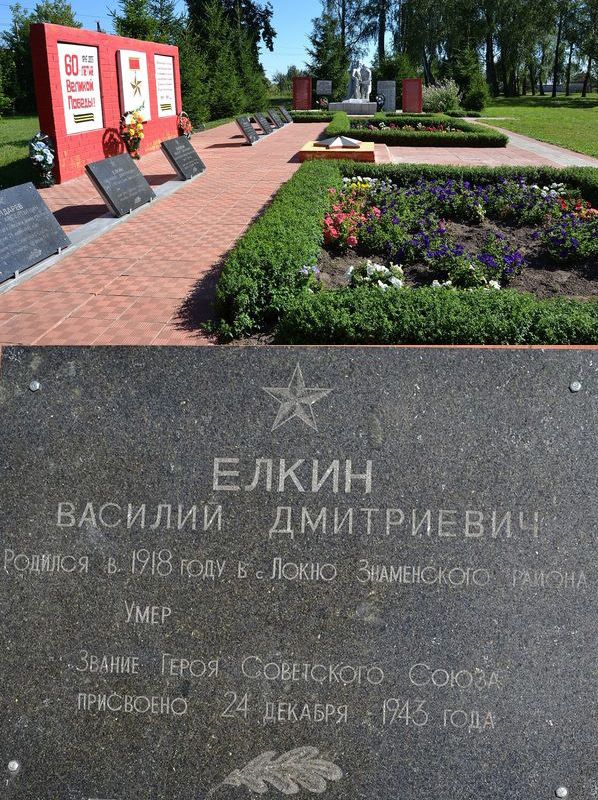 60
ЛЕТИЕ
Великой
Победы!
ЕЛКИН
ВАСИЛИЙ ДМИТРИЕВИЧ
РОДИЛСЯ В 1918 ГОДУ В С ЛОКНО ЗНАМЕНСКОГО РАЙОНА
УМЕР
ЗВАНИЕ ГЕРОЯ СОВЕТСКОГО СОЮЗА
ПРИСВОЕНО 24 ДЕКАБРЯ 1943 ГОДА